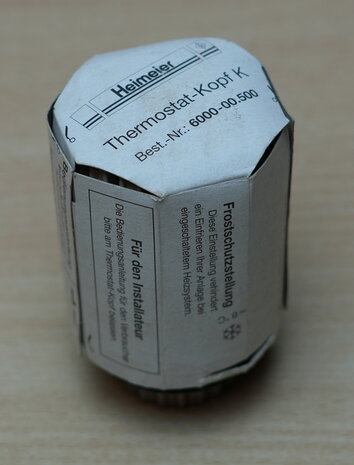 Heimeier
Thermostat-Kopf K
Best.-Nr.: 6000-00.500
Frostschutzstellung
Diese Einstellung verhindert
ein Einfrieren Ihrer Anlage bei
eingeschaltetem Heizsystem.
Für den Installateur
Die Bedienungsanleitung für den Verbraucher
bitte am Thermostat-Kopf belassen.